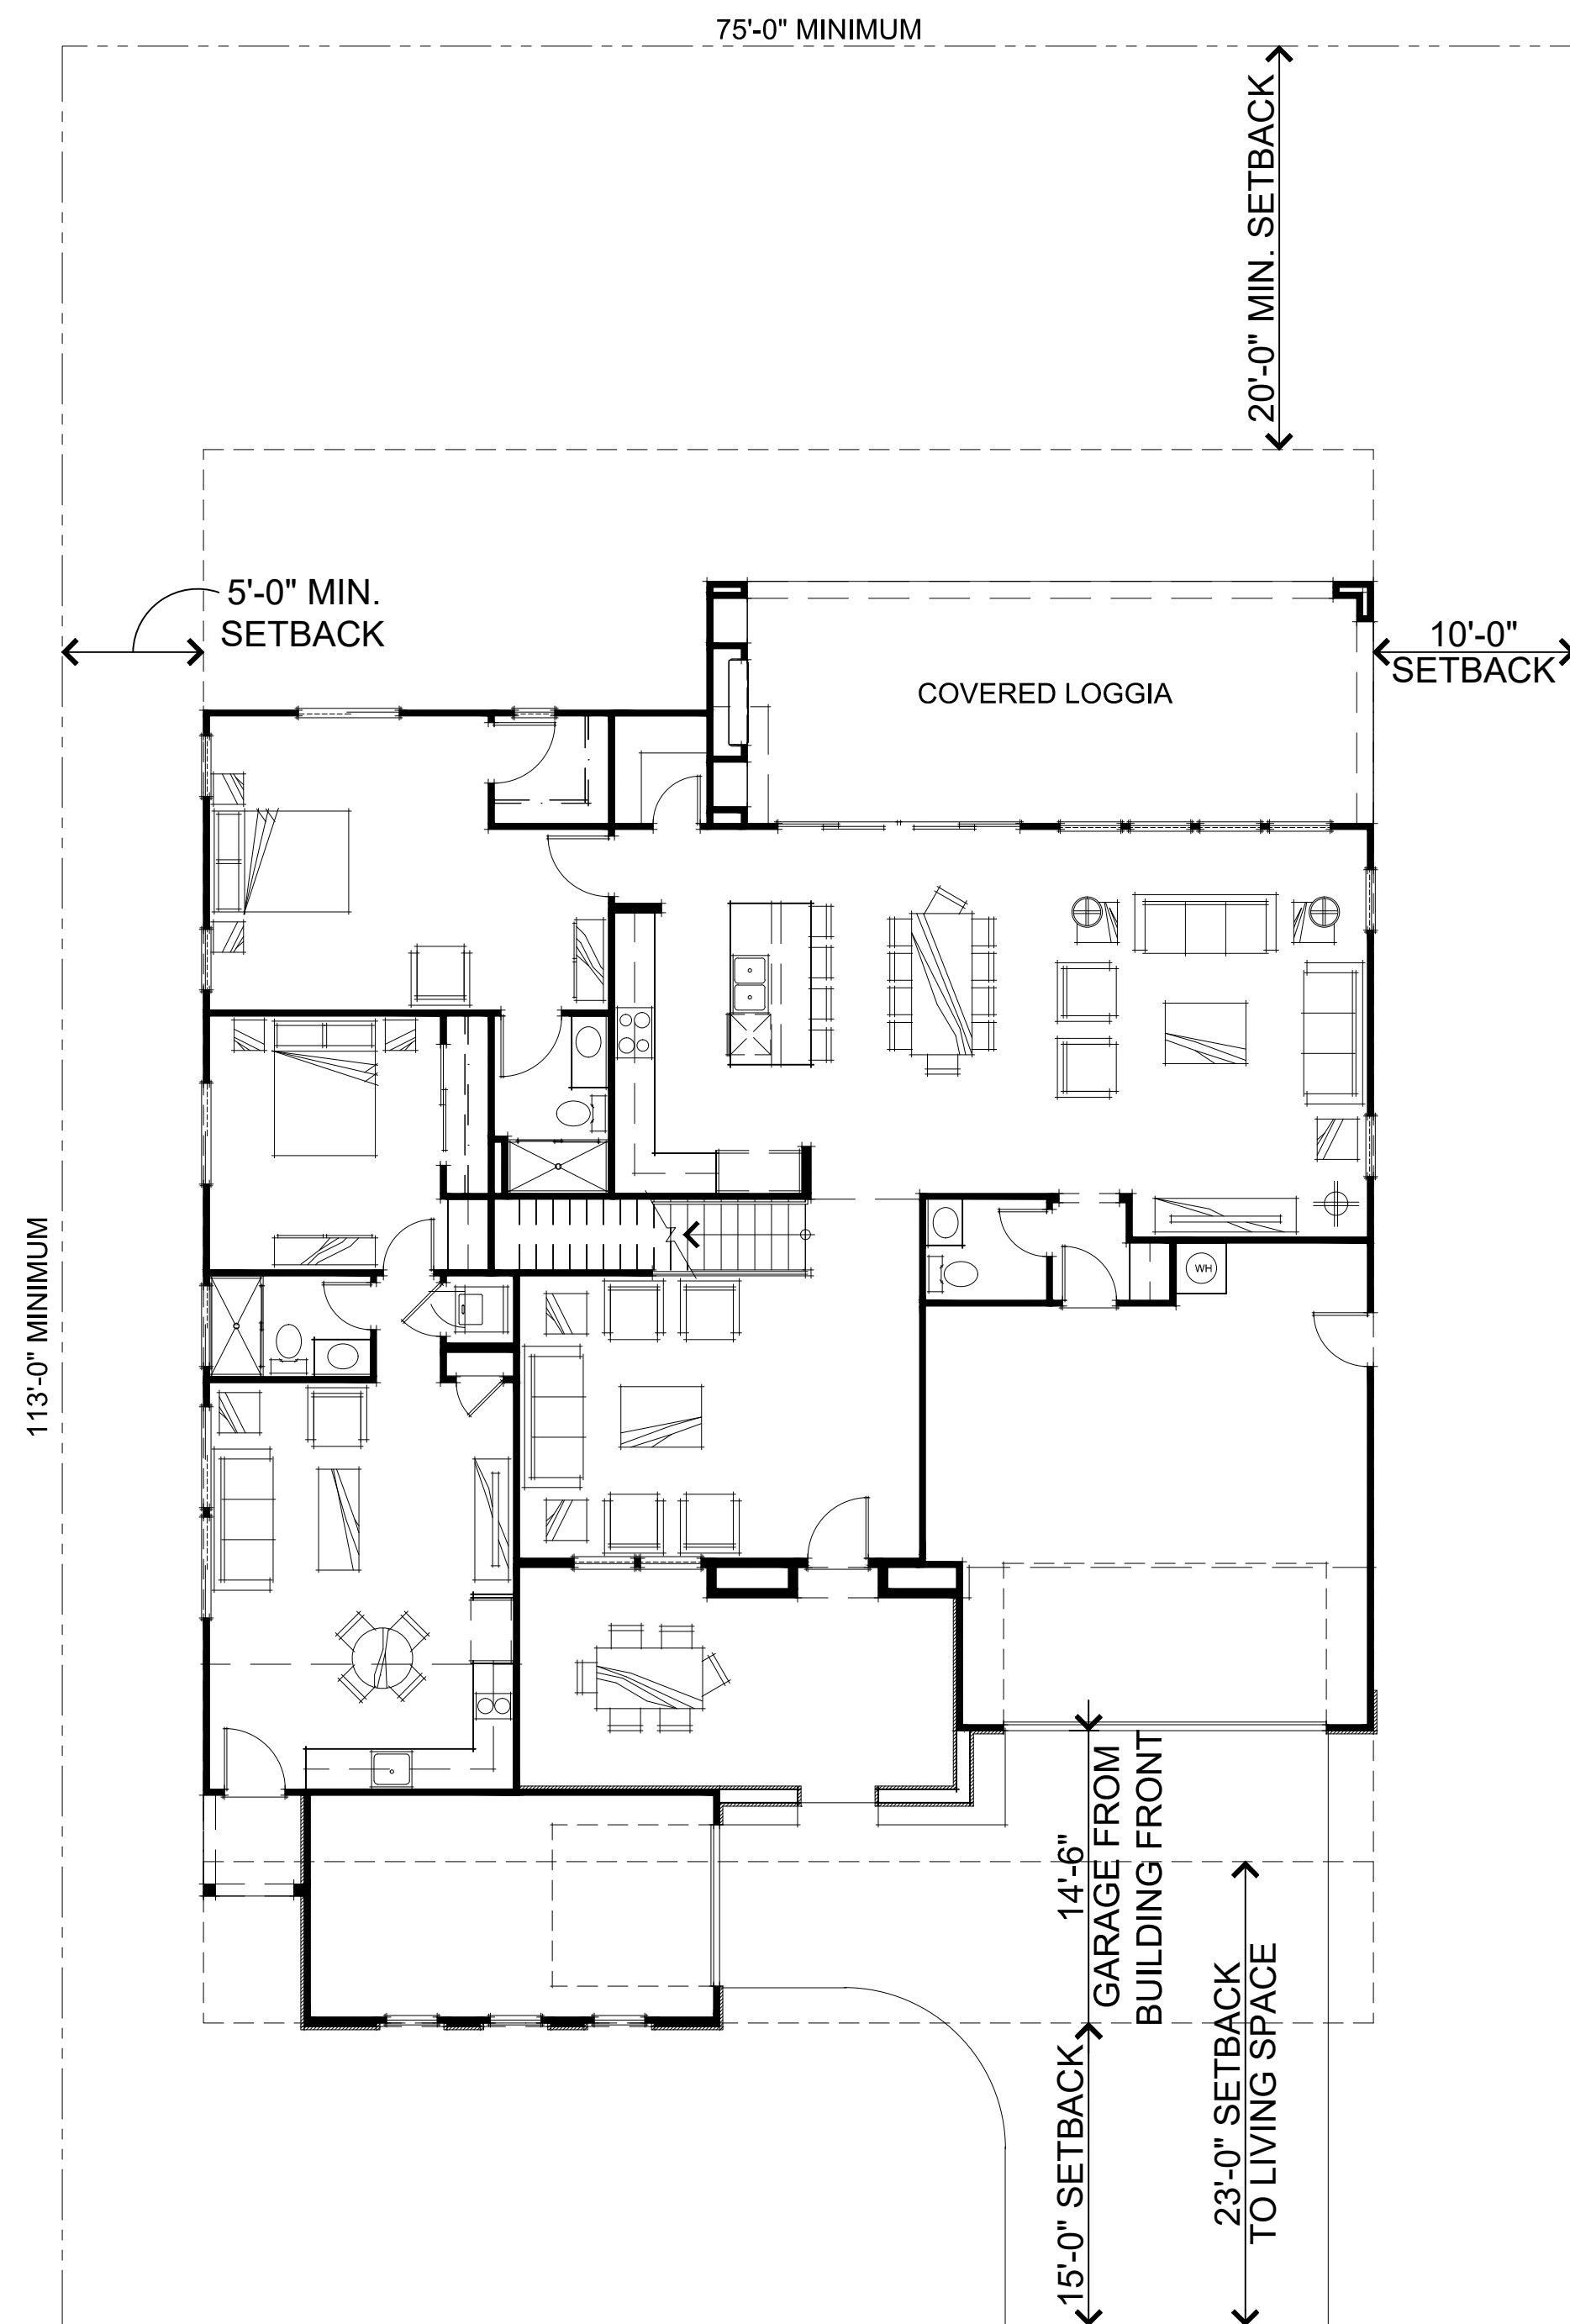 75'-0" MINIMUM
20'-0" MIN. SETBACK
5'-0" MIN.
SETBACK
10'-0"
SETBACK
COVERED LOGGIA
113'-0" MINIMUM
WH
14'-6"
GARAGE FROM
BUILDING FRONT
15'-0" SETBACK
23'-0" SETBACK
TO LIVING SPACE